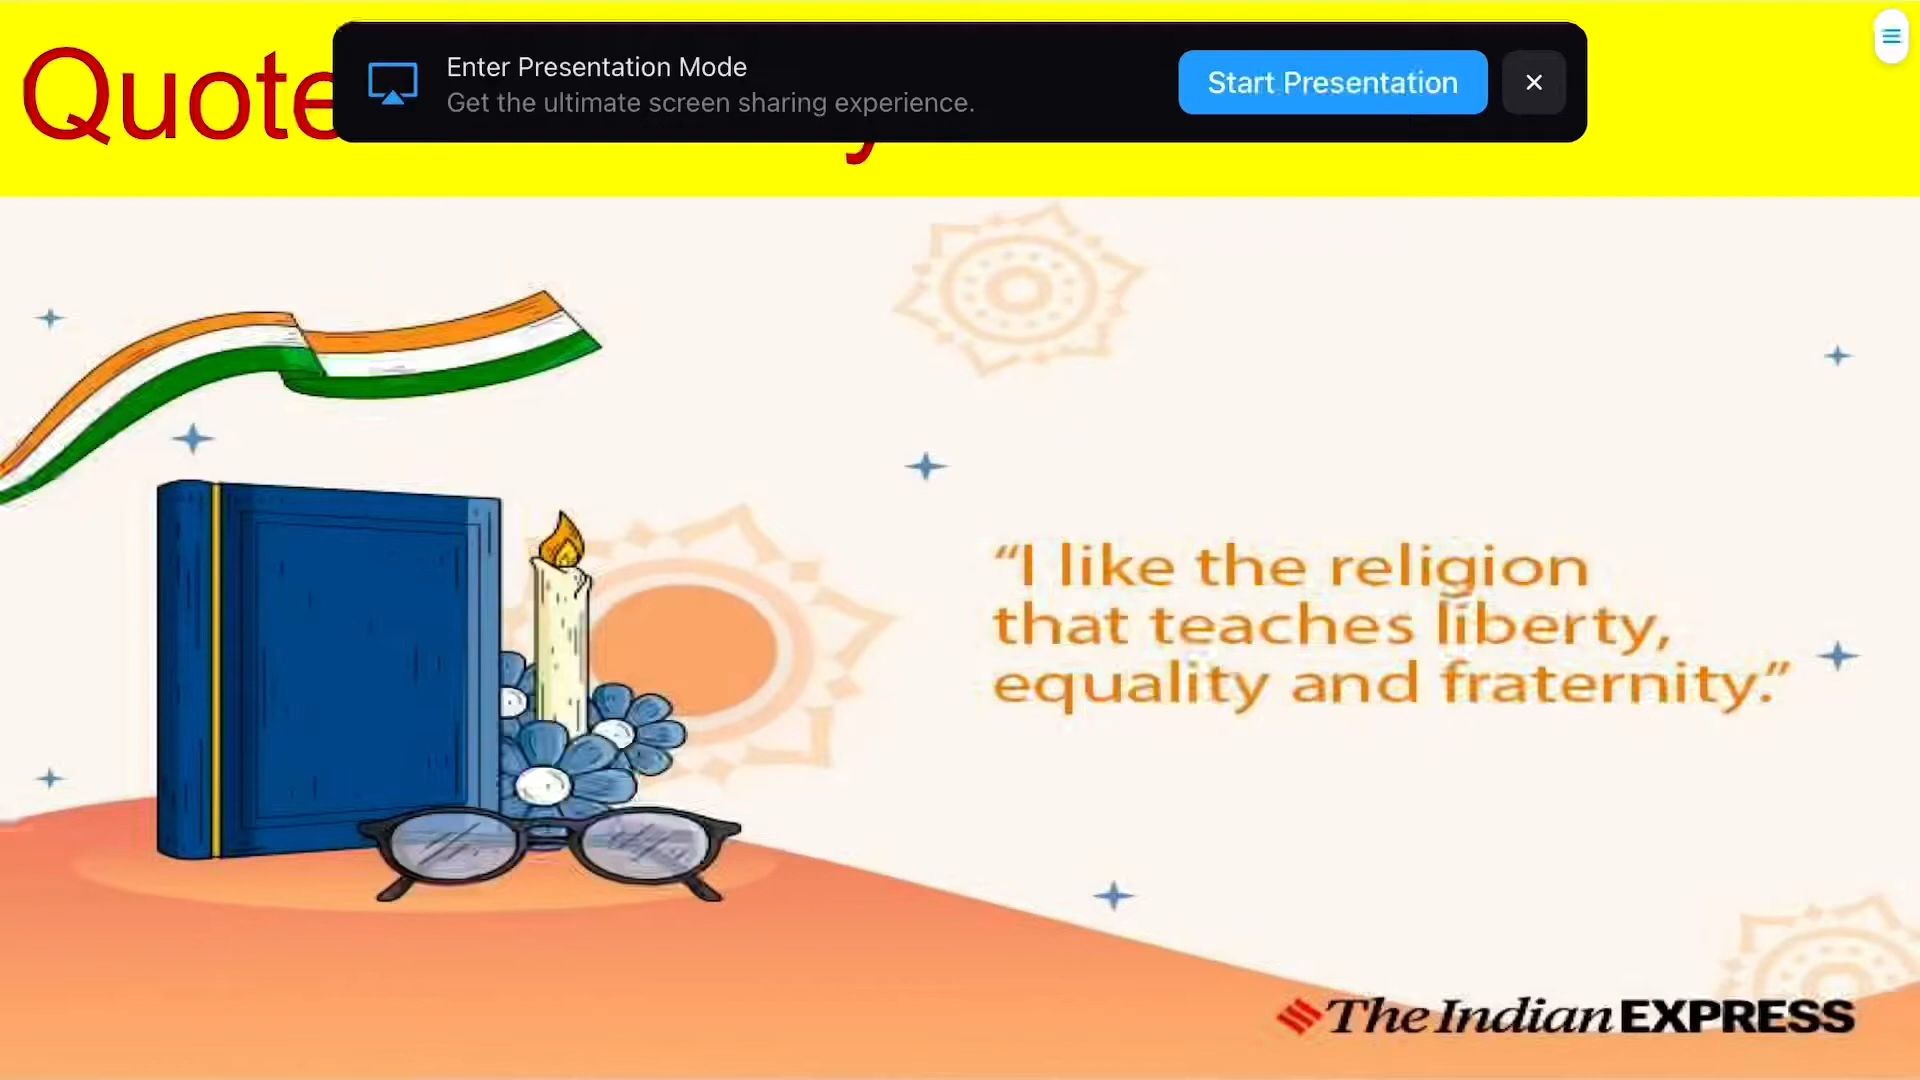 Quote
Enter Presentation Mode
Get the ultimate screen sharing experience.
Start Presentation
“I like the religion
that teaches liberty,
equality and fraternity.”
The Indian EXPRESS